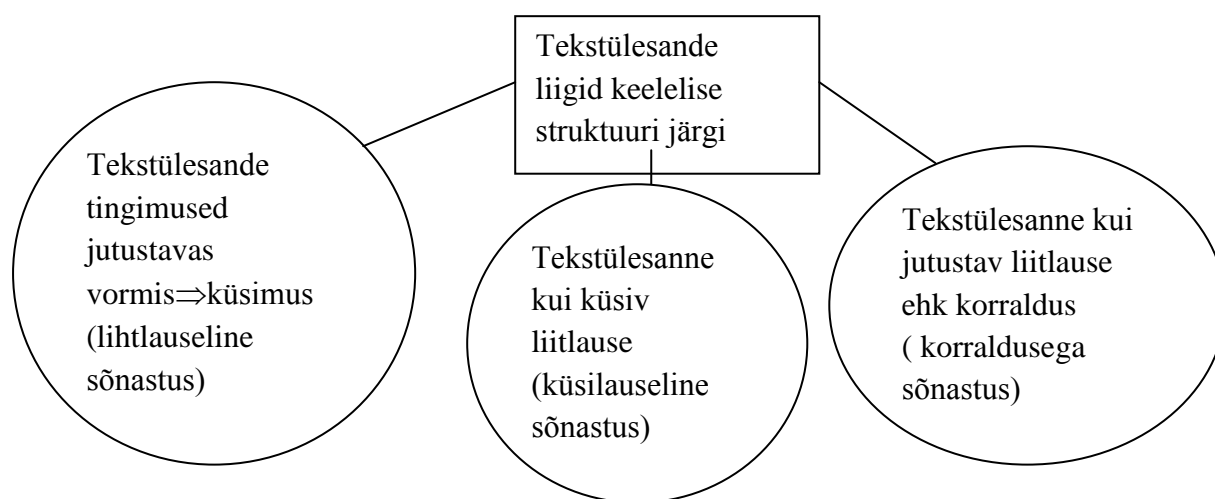 Tekstülesande
liigid keelelise
struktuuri järgi
Tekstülesande
tingimused
jutustavas
vormis⇒küsimus
(lihtlauseline
sõnastus)
Tekstülesanne
kui küsiv
liitlause
(küsilauseline
sõnastus)
Tekstülesanne kui
jutustav liitlause
ehk korraldus
( korraldusega
sõnastus)